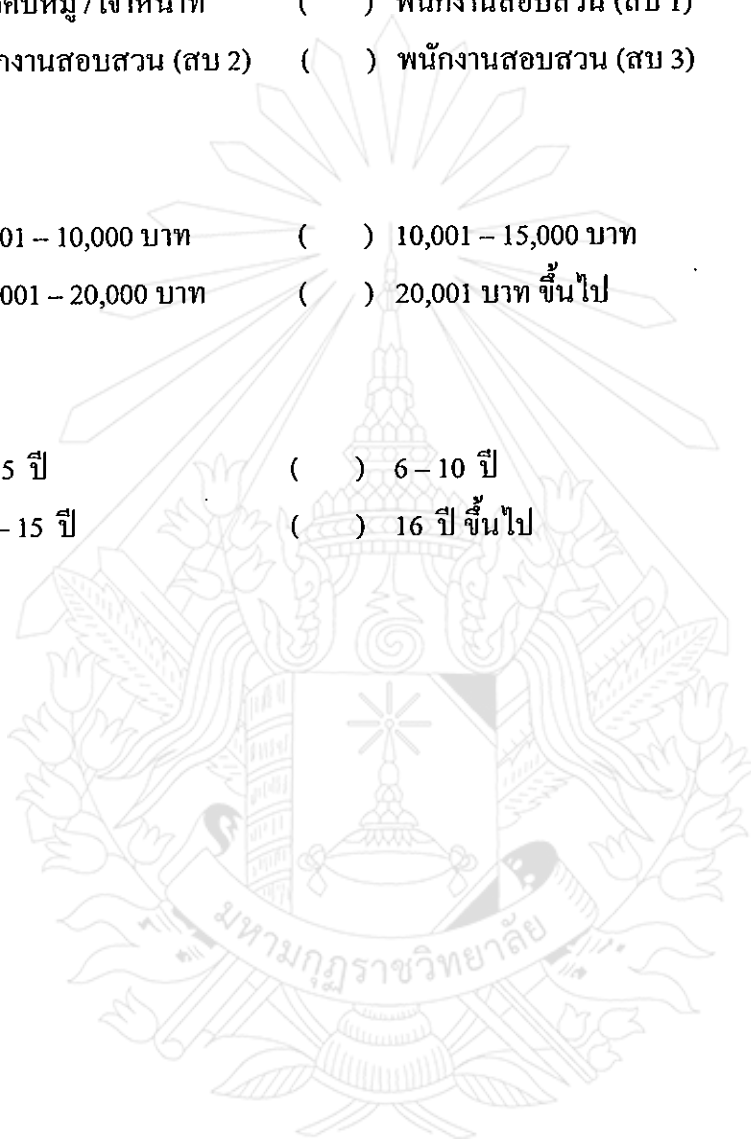 ( ) พนักงานสอบสวน (สบ 1)
งานสอบสวน (สบ 2) ( ) พนักงานสอบสวน (สบ 3)
01 – 10,000 บาท ( ) 10,001 – 15,000 บาท
001 – 20,000 บาท ( ) 20,001 บาท ขึ้นไป
5 ปี ( ) 6 – 10 ปี
– 15 ปี ( ) 16 ปี ขึ้นไป
มหามกุฏราชวิทยาลัย